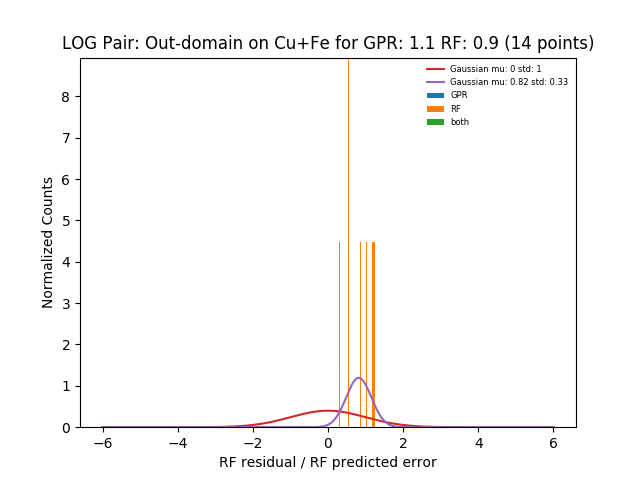 LOG Pair: Out-domain on Cu+Fe for GPR: 1.1 RF: 0.9 (14 points)
Gaussian mu: 0 std: 1
Gaussian mu: 0.82 std: 0.33
GPR
RF
both
8
7
6
5
4
3
2
1
0
Normalized Counts
−6 −4 −2 0 2 4 6
RF residual / RF predicted error